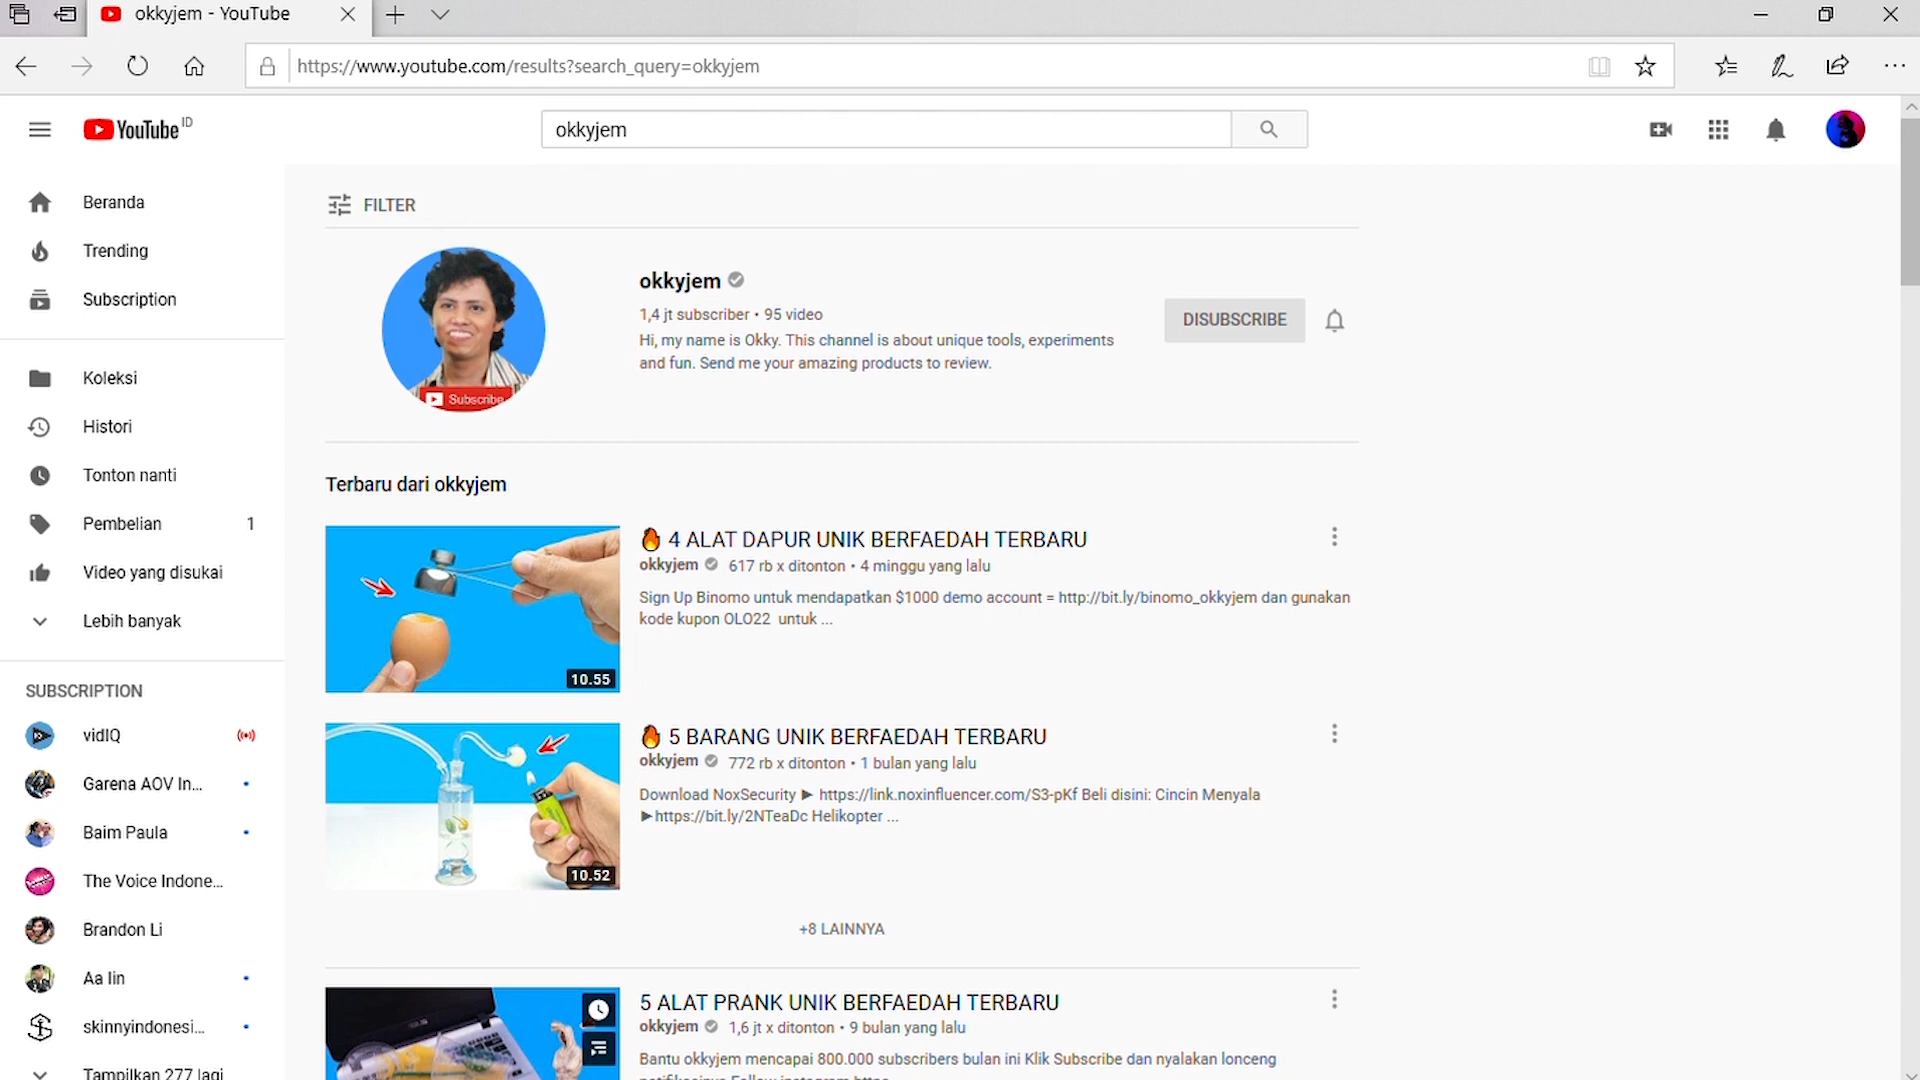 okkyjem - YouTube
https://www.youtube.com/results?search_query=okkyjem
YouTube ID
okkyjem
Beranda
Trending
Subscription
Koleksi
Histori
Tonton nanti
Pembelian 1
Video yang disukai
Lebih banyak
SUBSCRIPTION
vidIQ
Garena AOV In...
Baim Paula
The Voice Indone...
Brandon Li
Aa Iin
skinnyindonesi...
Tampilkan 277 lagi
FILTER
Subscribe
okkyjem
1,4 jt subscriber • 95 video
Hi, my name is Okky. This channel is about unique tools, experiments
and fun. Send me your amazing products to review.
DISUBSCRIBE
Terbaru dari okkyjem
10.55
🔥 4 ALAT DAPUR UNIK BERFAEDAH TERBARU
okkyjem 617 rb x ditonton • 4 minggu yang lalu
Sign Up Binomo untuk mendapatkan $1000 demo account = http://bit.ly/binomo_okkyjem dan gunakan
kode kupon OLO22 untuk ...
10.52
🔥 5 BARANG UNIK BERFAEDAH TERBARU
okkyjem 772 rb x ditonton • 1 bulan yang lalu
Download NoxSecurity ► https://link.noxinfluencer.com/S3-pKf Beli disini: Cincin Menyala
►https://bit.ly/2NTeaDc Helikopter ...
+8 LAINNYA
5 ALAT PRANK UNIK BERFAEDAH TERBARU
okkyjem 1,6 jt x ditonton • 9 bulan yang lalu
Bantu okkyjem mencapai 800.000 subscribers bulan ini Klik Subscribe dan nyalakan lonceng